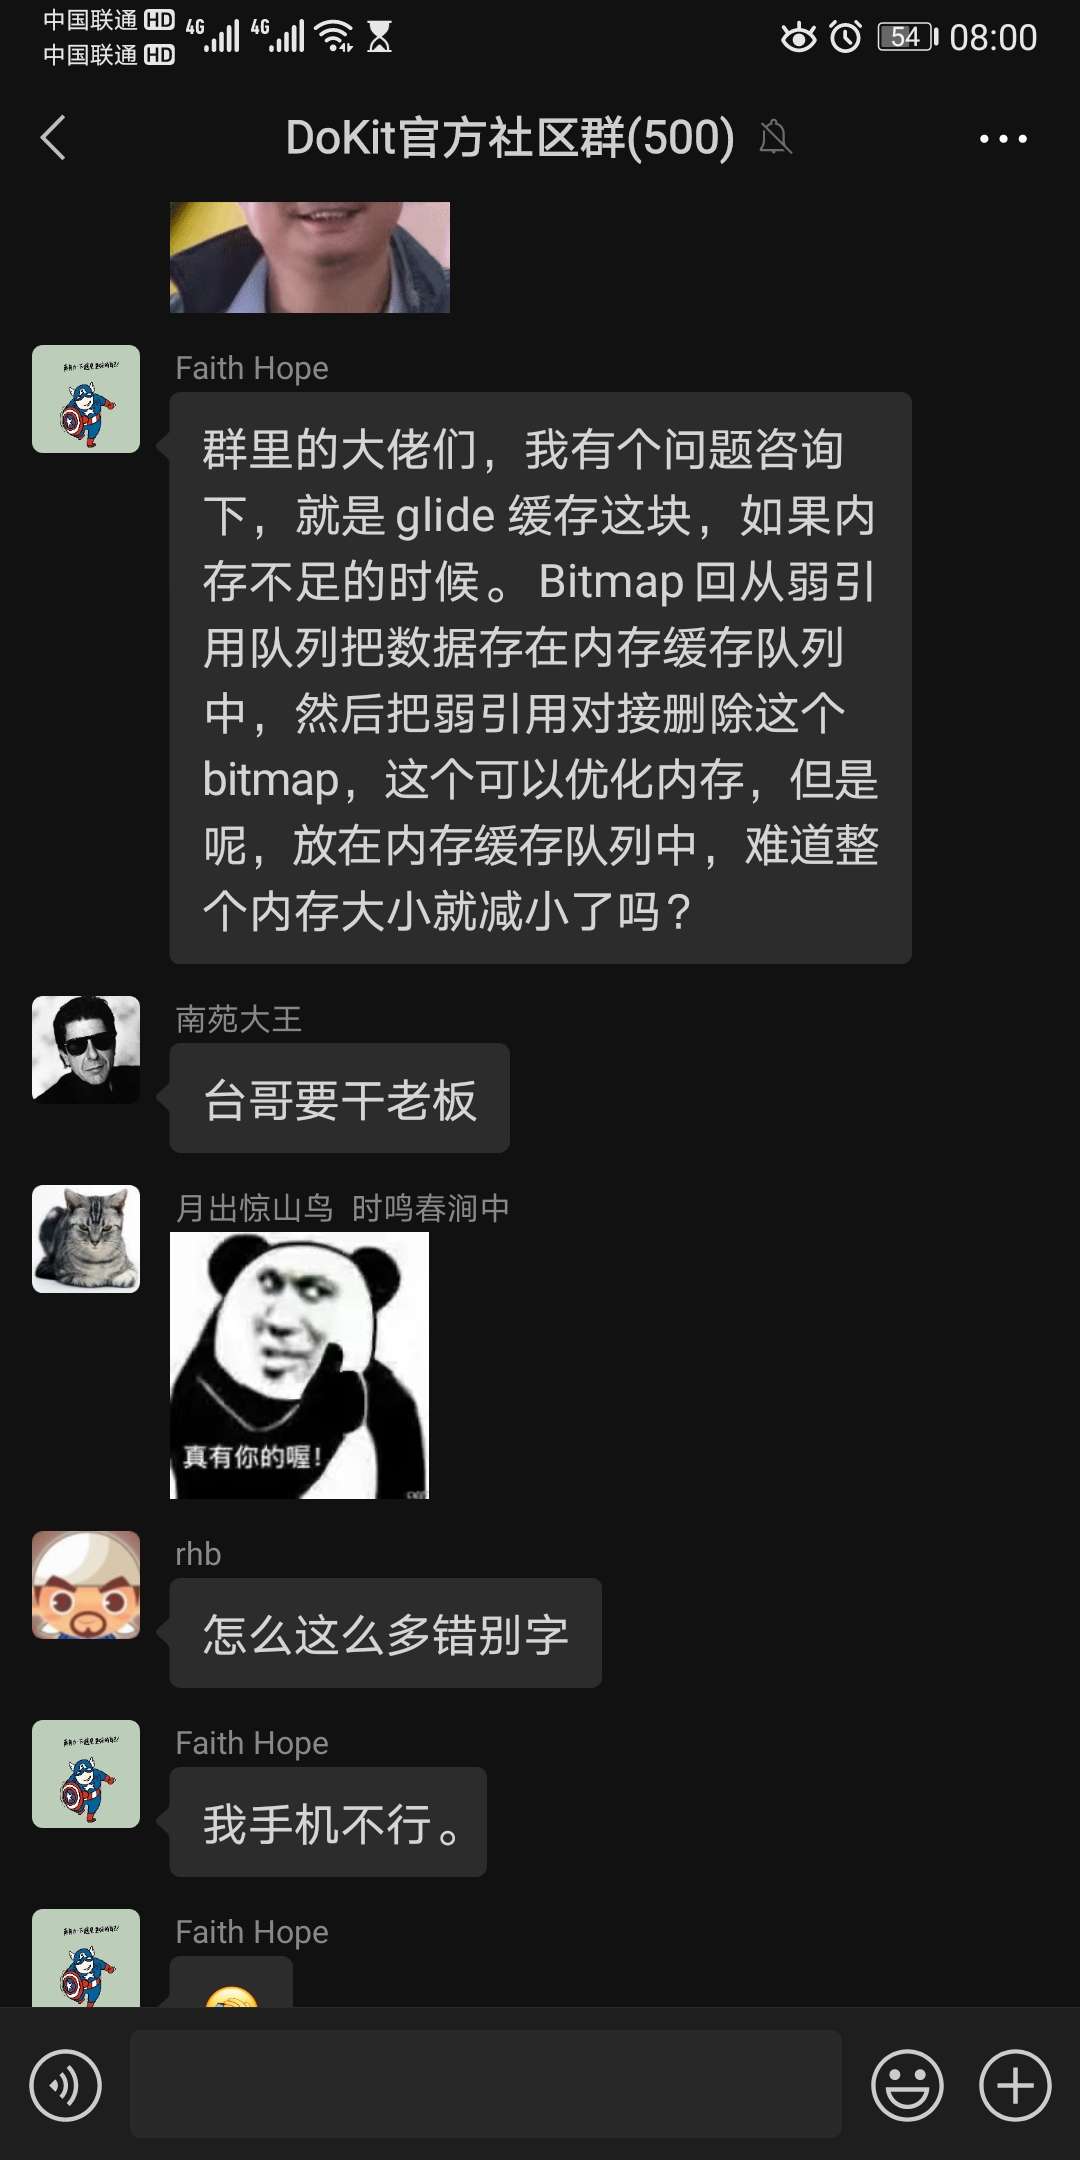 中国联通 HD 4G 4G 54 08:00
中国联通 HD
DoKit官方社区群(500)
Faith Hope
群里的大佬们，我有个问题咨询
下，就是 glide 缓存这块，如果内
存不足的时候。Bitmap 回从弱引
用队列把数据存在内存缓存队列
中，然后把弱引用对接删除这个
bitmap，这个可以优化内存，但是
呢，放在内存缓存队列中，难道整
个内存大小就减小了吗？
南苑大王
台哥要干老板
月出惊山鸟 时鸣春涧中
真有你的喔！
rhb
怎么这么多错别字
Faith Hope
我手机不行。
Faith Hope